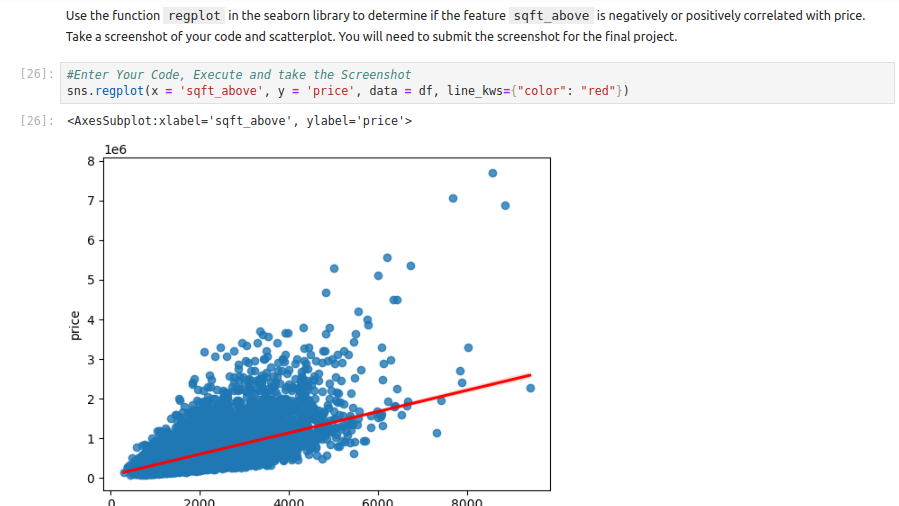 Use the function regplot in the seaborn library to determine if the feature sqft_above is negatively or positively correlated with price.
Take a screenshot of your code and scatterplot. You will need to submit the screenshot for the final project.
[26]: #Enter Your Code, Execute and take the Screenshot
sns.regplot(x = 'sqft_above', y = 'price', data = df, line_kws={"color": "red"})
[26]: <AxesSubplot:xlabel='sqft_above', ylabel='price'>
1e6
8
7
6
5
4
price
3
2
1
0
0 2000 4000 6000 8000